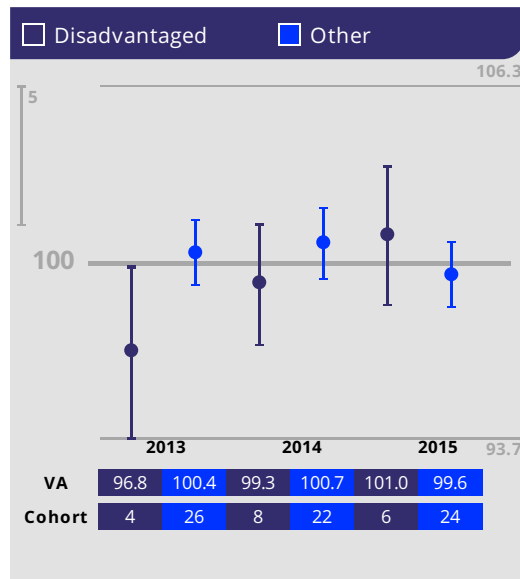 Disadvantaged Other
106.3
5
100
2013 2014 2015 93.7
VA 96.8 100.4 99.3 100.7 101.0 99.6
Cohort 4 26 8 22 6 24